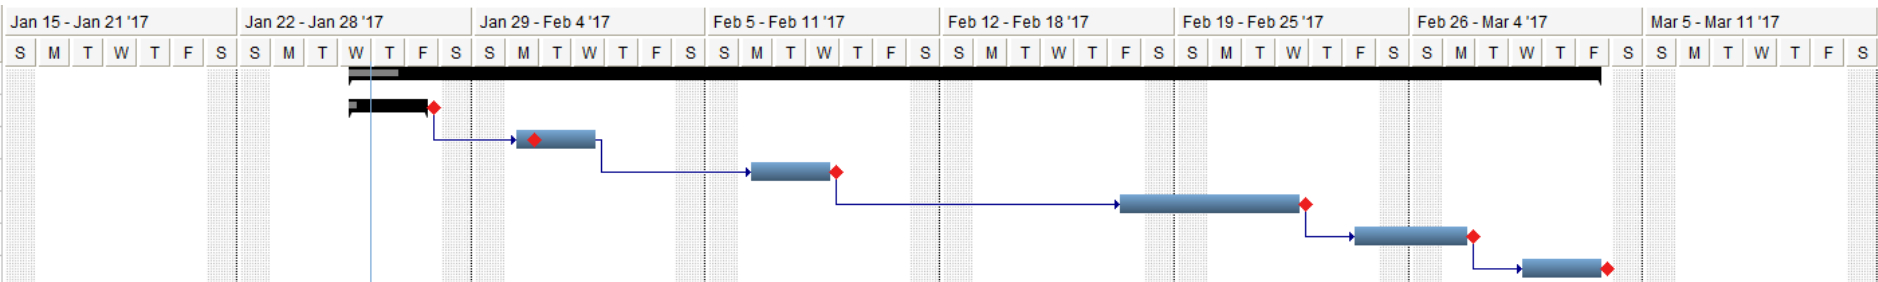 Jan 15 - Jan 21 '17 Jan 22 - Jan 28 '17 Jan 29 - Feb 4 '17 Feb 5 - Feb 11 '17 Feb 12 - Feb 18 '17 Feb 19 - Feb 25 '17 Feb 26 - Mar 4 '17 Mar 5 - Mar 11 '17
S M T W T F S S M T W T F S S M T W T F S S M T W T F S S M T W T F S S M T W T F S S M T W T F S S M T W T F S